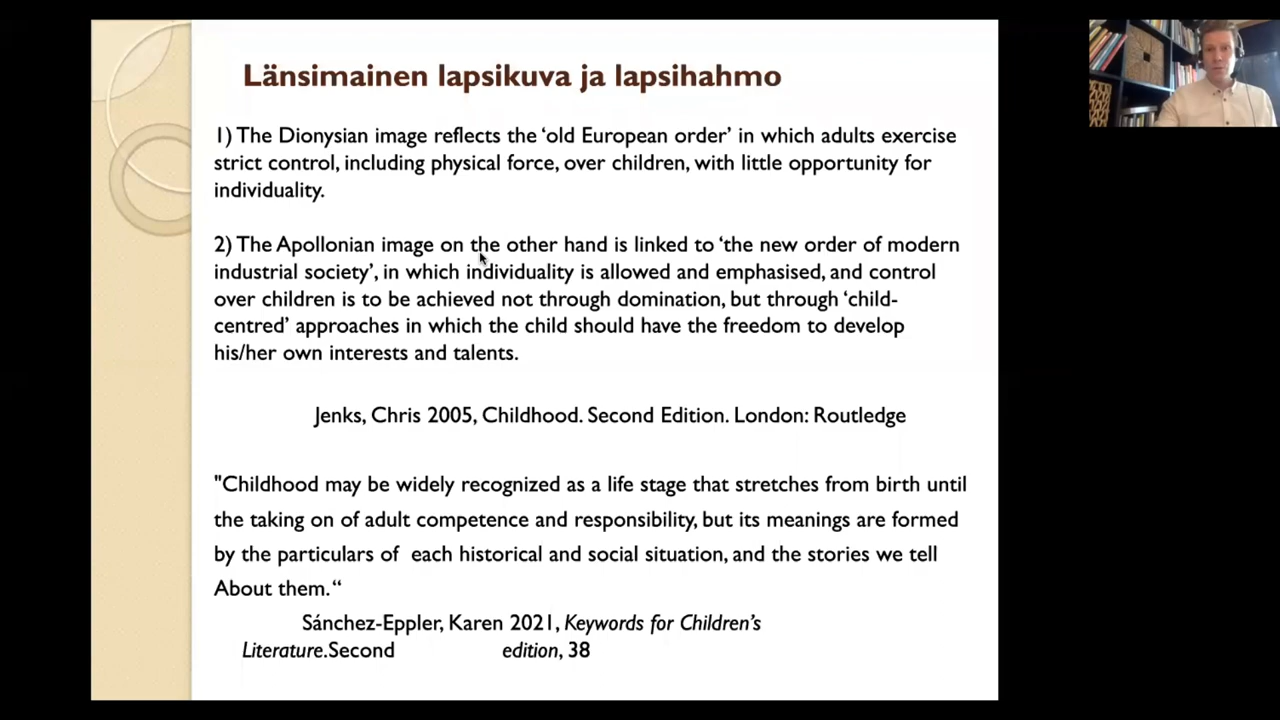 Länsimainen lapsikuva ja lapsihahmo
1) The Dionysian image reflects the ‘old European order’ in which adults exercise
strict control, including physical force, over children, with little opportunity for
individuality.
2) The Apollonian image on the other hand is linked to ‘the new order of modern
industrial society’, in which individuality is allowed and emphasised, and control
over children is to be achieved not through domination, but through ‘child-
centred’ approaches in which the child should have the freedom to develop
his/her own interests and talents.
Jenks, Chris 2005, Childhood. Second Edition. London: Routledge
"Childhood may be widely recognized as a life stage that stretches from birth until
the taking on of adult competence and responsibility, but its meanings are formed
by the particulars of each historical and social situation, and the stories we tell
About them.“
Sánchez-Eppler, Karen 2021, Keywords for Children’s
Literature.Second edition, 38